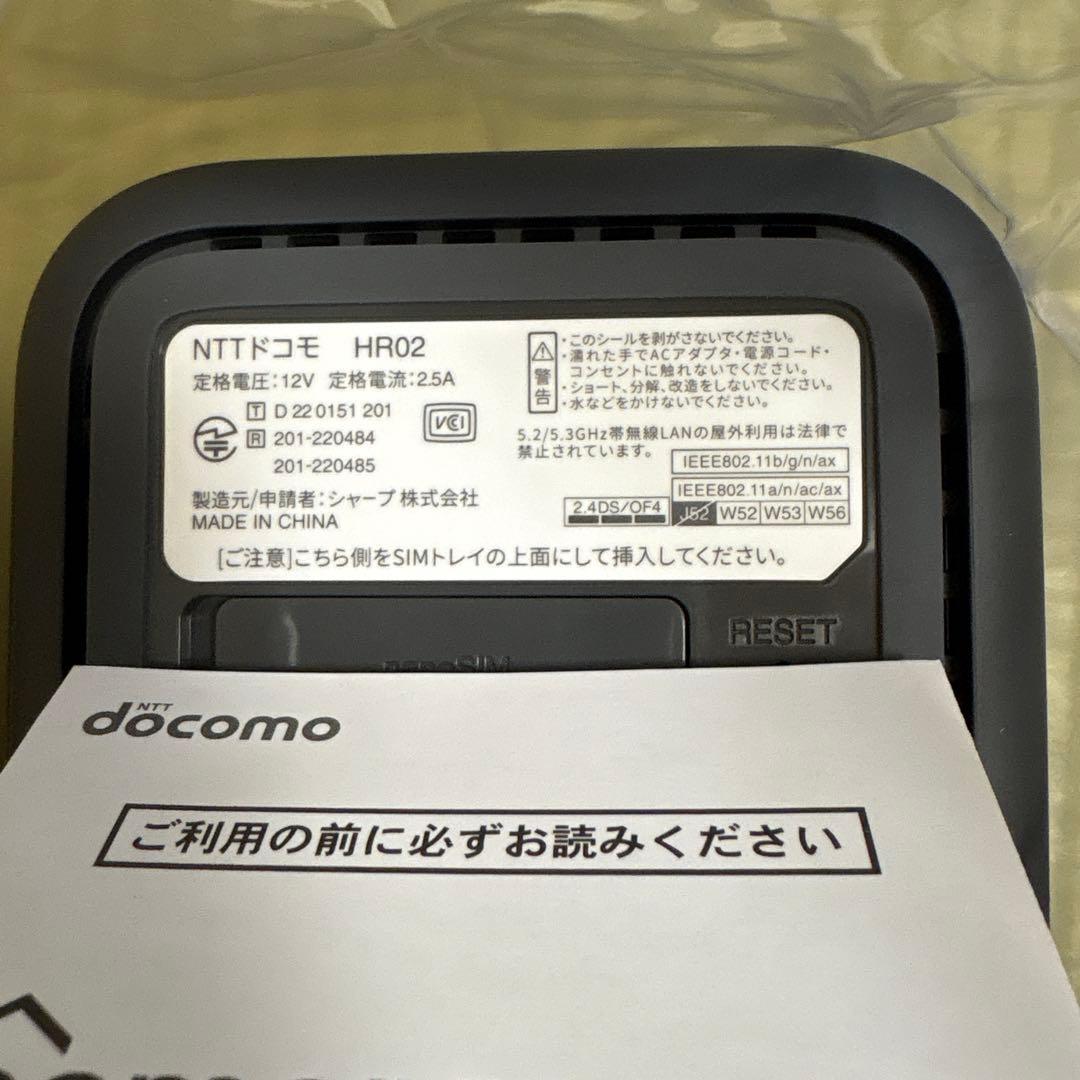 NTTドコモ HR02
定格電圧:12V 定格電流:2.5A
T D 22 0151 201
R 201-220484
201-220485
VCI
製造元/申請者:シャープ 株式会社
MADE IN CHINA
警告
・このシールを剥がさないでください。
・濡れた手でACアダプタ・電源コード・
コンセントに触れないでください。
・ショート、分解、改造をしないでください。
・水などをかけないでください。
5.2/5.3GHz帯無線LANの屋外利用は法律で
禁止されています。
IEEE802.11b/g/n/ax
IEEE802.11a/n/ac/ax
2.4DS/OF4
J52 W52 W53 W56
[ご注意]こちら側をSIMトレイの上面にして挿入してください。
RESET
NTT
docomo
ご利用の前に必ずお読みください